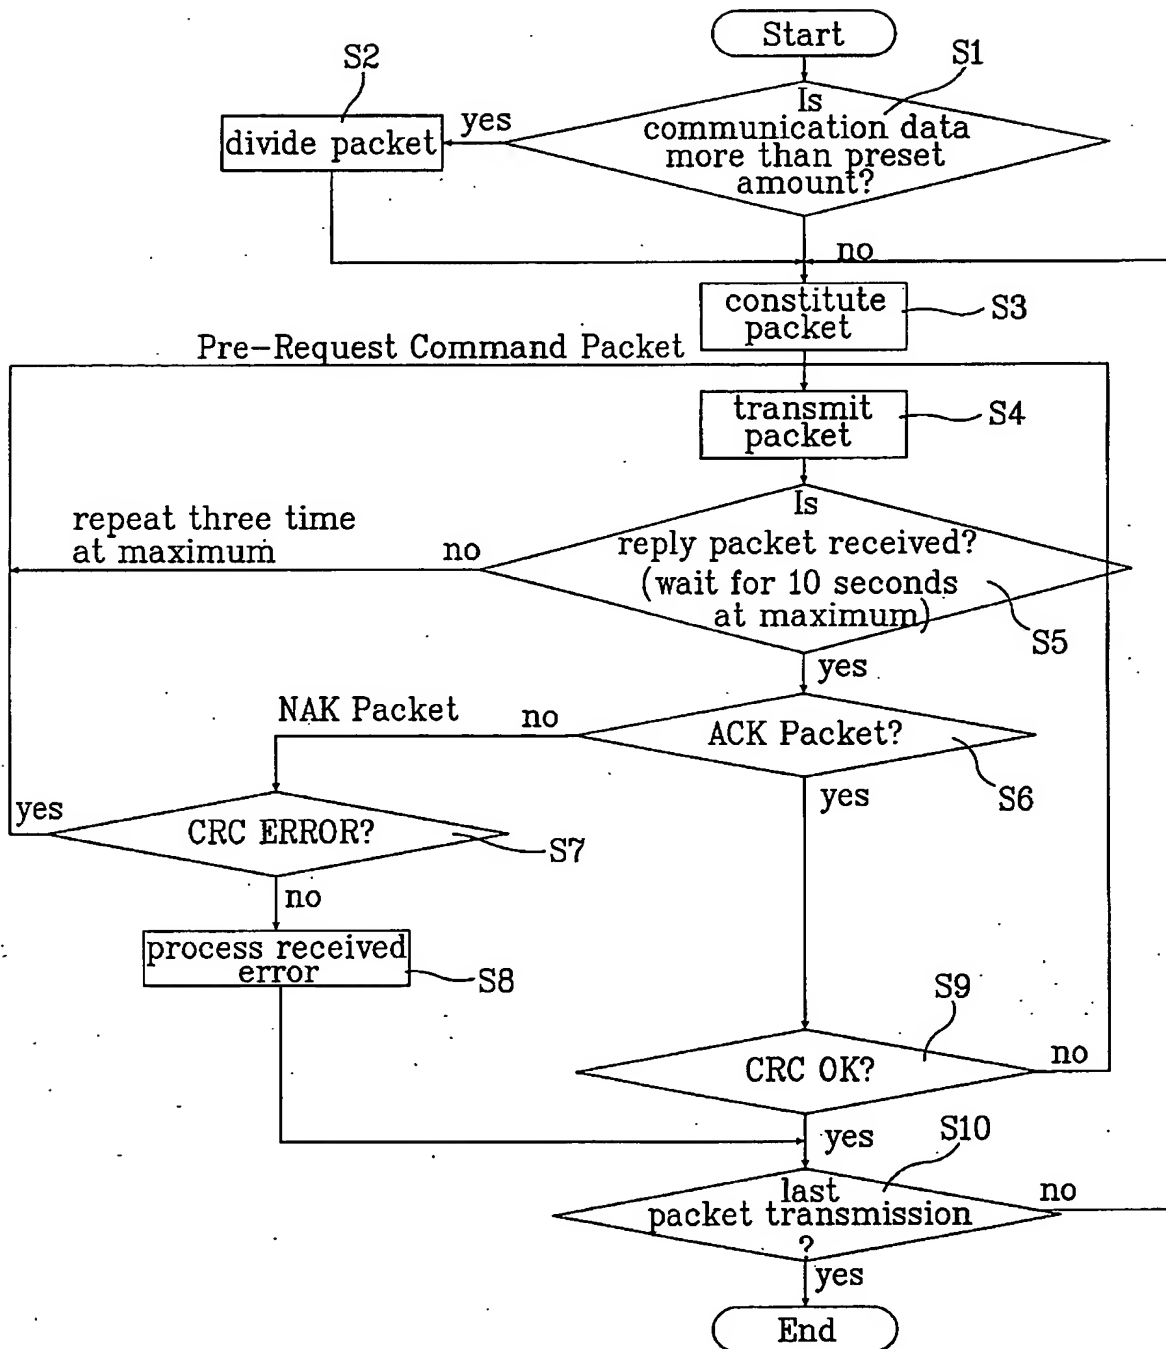 Start
S1
S2
Is
communication data
more than preset
amount?
yes
divide packet
no
constitute
packet
S3
Pre-Request Command Packet
transmit
packet
S4
Is
reply packet received?
(wait for 10 seconds
at maximum)
S5
repeat three time
at maximum
no
yes
NAK Packet
no
ACK Packet?
S6
yes
yes
CRC ERROR?
S7
no
process received
error
S8
S9
CRC OK?
no
yes
S10
last
packet transmission
?
no
yes
End